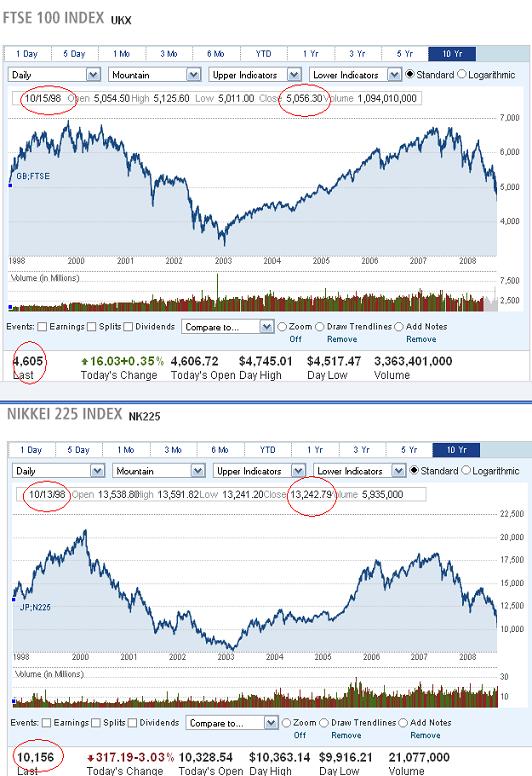 FTSE 100 INDEX UKX
1 Day 5 Day 1 Mo 3 Mo 6 Mo YTD 1 Yr 3 Yr 5 Yr 10 Yr
Daily Mountain Upper Indicators Lower Indicators Standard Logarithmic
10/15/98 Open 5,054.50 High 5,125.60 Low 5,011.00 Close 5,056.30 Volume 1,094,010,000
7,000
6,000
GB;FTSE
5,000
4,000
1998 2000 2001 2002 2003 2004 2005 2006 2007 2008
Volume (in Millions)
7,500
2,500
Events: Earnings Splits Dividends Compare to... Zoom Draw Trendlines Add Notes
Off Remove Remove
4,605 16.03+0.35% 4,606.72 $4,745.01 $4,517.47 3,363,401,000
Last Today's Change Today's Open Day High Day Low Volume
NIKKEI 225 INDEX NK225
1 Day 5 Day 1 Mo 3 Mo 6 Mo YTD 1 Yr 3 Yr 5 Yr 10 Yr
Daily Mountain Upper Indicators Lower Indicators Standard Logarithmic
10/13/98 Open 13,538.80 High 13,591.82 Low 13,241.20 Close 13,242.79 Volume 5,935,000
22,500
20,000
17,500
15,000
JP;N225
12,500
10,000
1998 2000 2001 2002 2003 2004 2005 2006 2007 2008
Volume (in Millions)
30
10
Events: Earnings Splits Dividends Compare to... Zoom Draw Trendlines Add Notes
Off Remove Remove
10,156 317.19-3.03% 10,328.54 $10,363.14 $9,916.21 21,077,000
Last Today's Change Today's Open Day High Day Low Volume